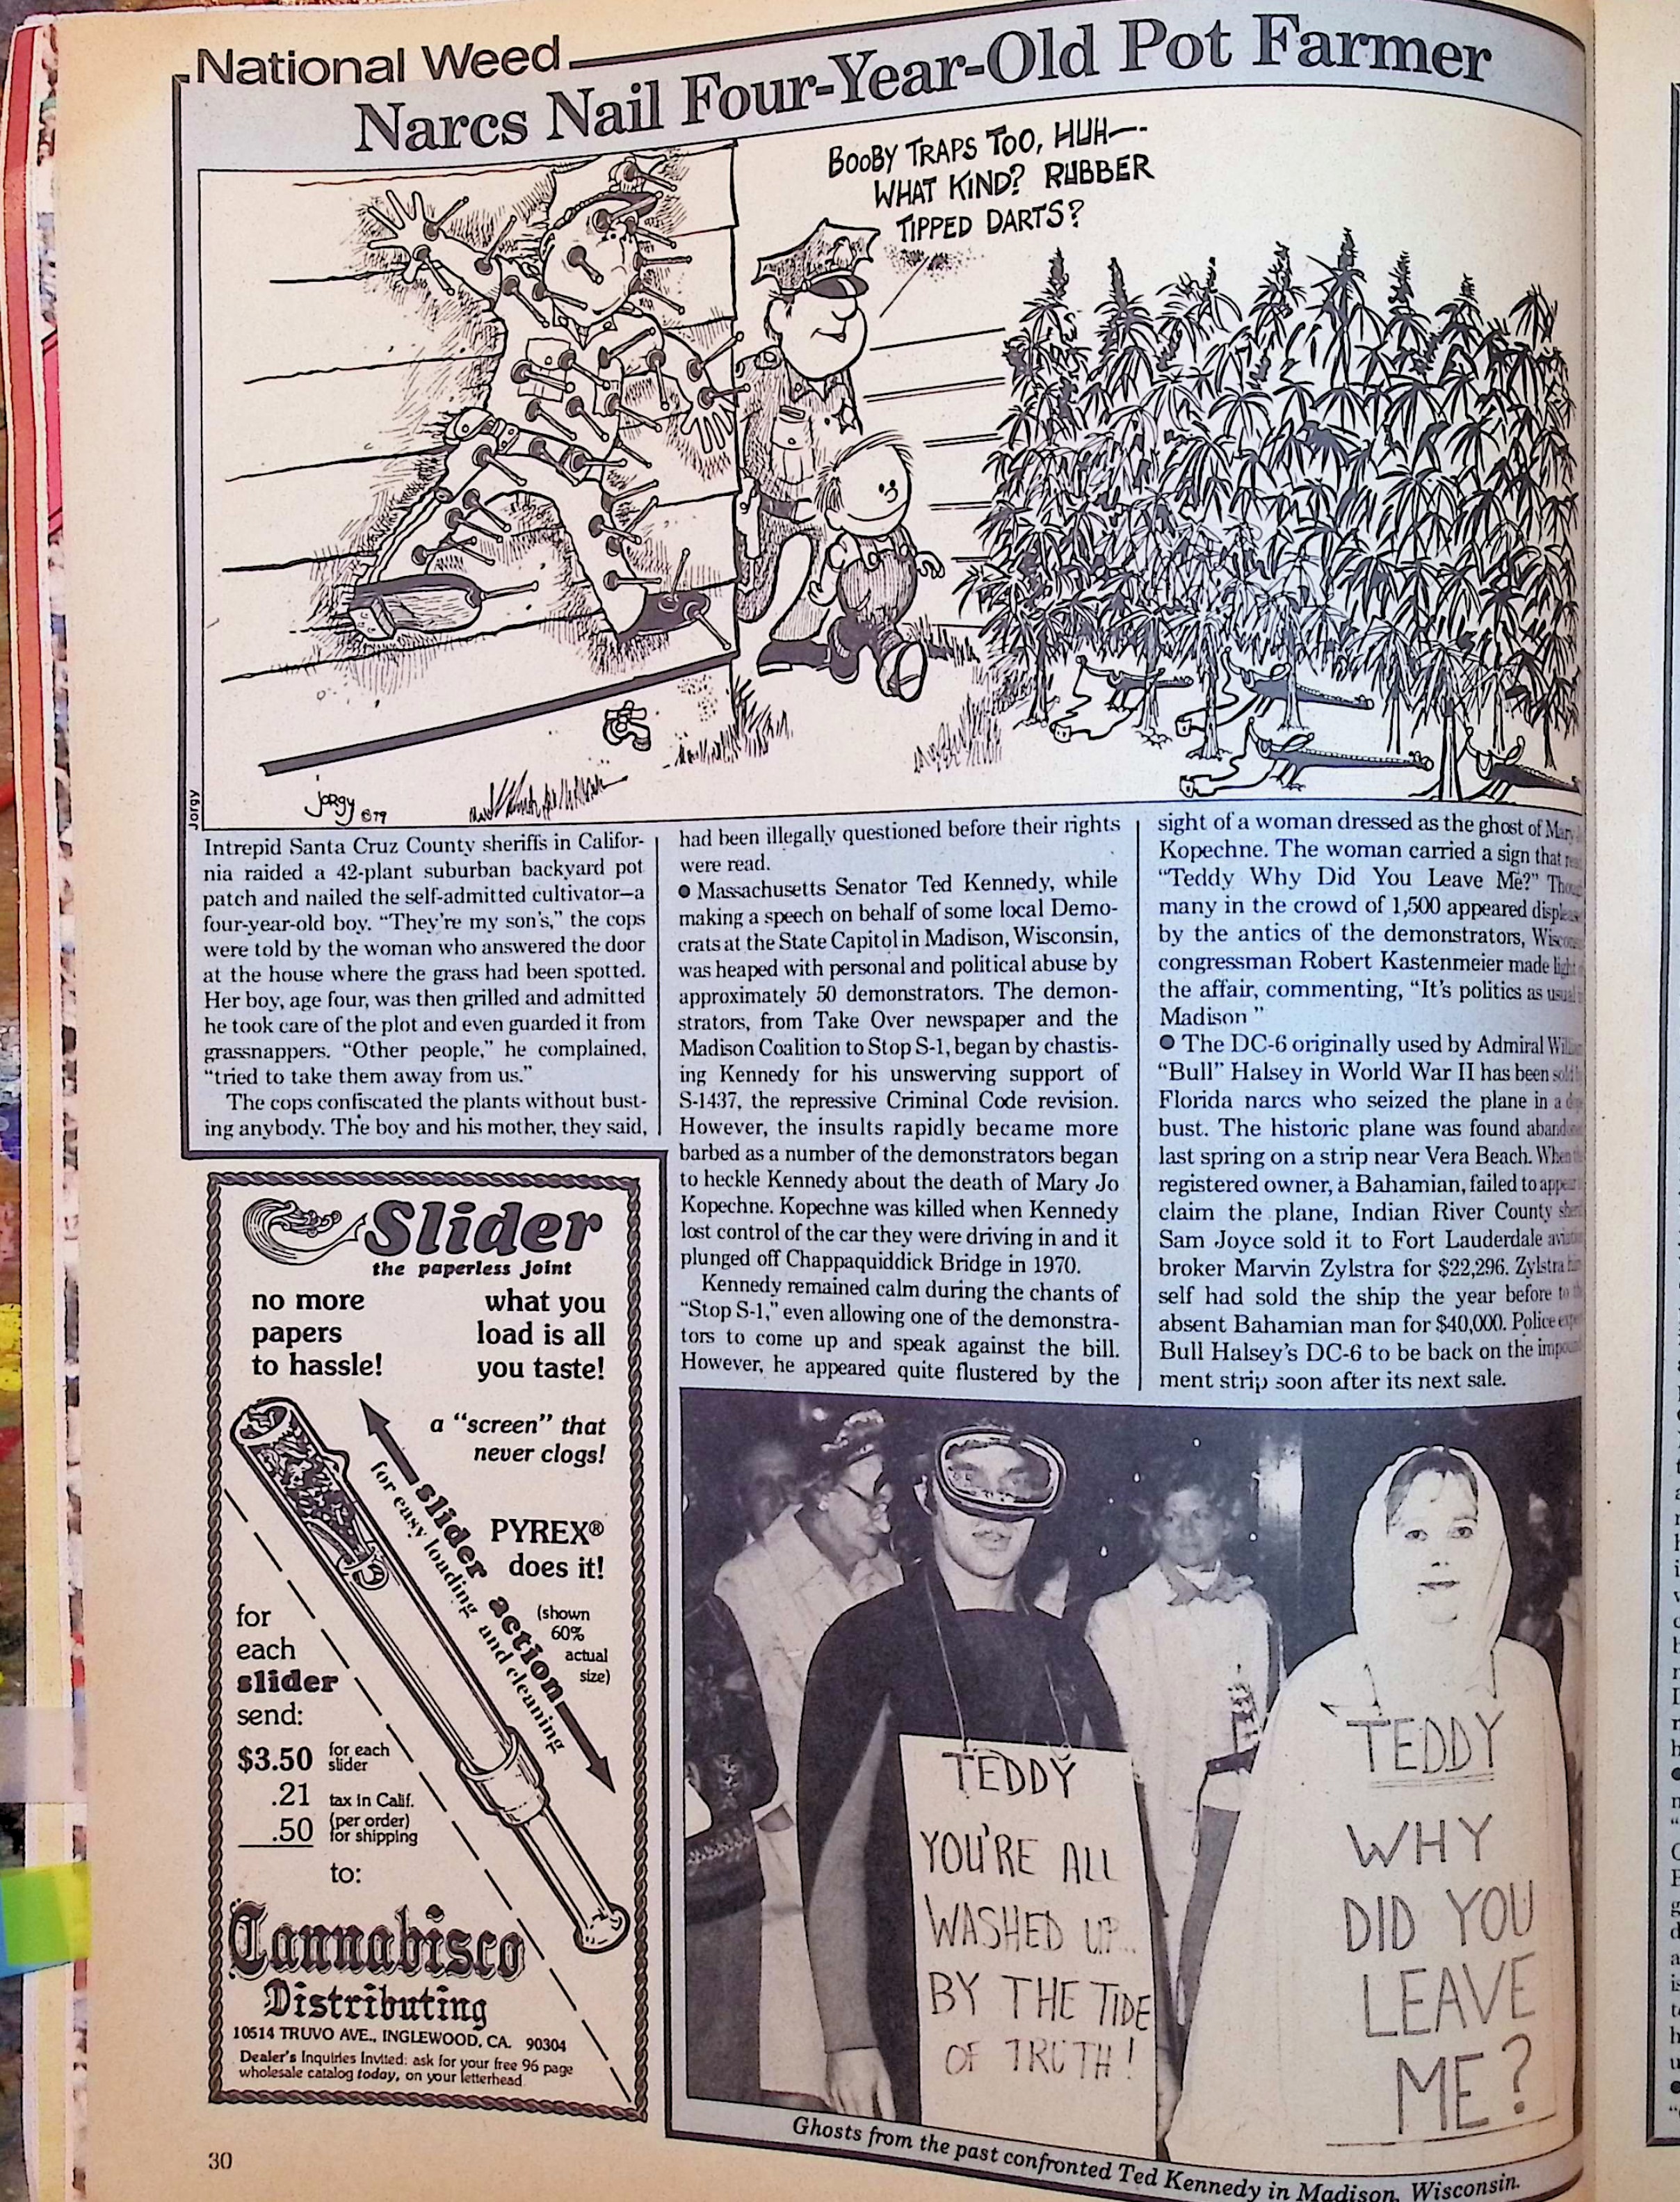 National Weed
Narcs Nail Four-Year-Old Pot Farmer
BOOBY TRAPS TOO, HUH—-
WHAT KIND? RUBBER
TIPPED DARTS?
Jorgy
JORGY ©79
Intrepid Santa Cruz County sheriffs in Califor-
nia raided a 42-plant suburban backyard pot
patch and nailed the self-admitted cultivator—a
four-year-old boy. “They're my son's,” the cops
were told by the woman who answered the door
at the house where the grass had been spotted.
Her boy, age four, was then grilled and admitted
he took care of the plot and even guarded it from
grassnappers. “Other people,” he complained,
“tried to take them away from us.”
The cops confiscated the plants without bust-
ing anybody. The boy and his mother, they said,
had been illegally questioned before their rights
were read.
● Massachusetts Senator Ted Kennedy, while
making a speech on behalf of some local Demo-
crats at the State Capitol in Madison, Wisconsin,
was heaped with personal and political abuse by
approximately 50 demonstrators. The demon-
strators, from Take Over newspaper and the
Madison Coalition to Stop S-1, began by chastis-
ing Kennedy for his unswerving support of
S-1437, the repressive Criminal Code revision.
However, the insults rapidly became more
barbed as a number of the demonstrators began
to heckle Kennedy about the death of Mary Jo
Kopechne. Kopechne was killed when Kennedy
lost control of the car they were driving in and it
plunged off Chappaquiddick Bridge in 1970.
Kennedy remained calm during the chants of
“Stop S-1,” even allowing one of the demonstra-
tors to come up and speak against the bill.
However, he appeared quite flustered by the
sight of a woman dressed as the ghost of Mary
Kopechne. The woman carried a sign that
“Teddy Why Did You Leave Me?”
many in the crowd of 1,500 appeared
by the antics of the demonstrators,
congressman Robert Kastenmeier made light
the affair, commenting, “It's politics as usual
Madison ”
● The DC-6 originally used by Admiral
“Bull” Halsey in World War II has been sold
Florida narcs who seized the plane in a
bust. The historic plane was found
last spring on a strip near Vera Beach. When
registered owner, a Bahamian, failed to appear
claim the plane, Indian River County
Sam Joyce sold it to Fort Lauderdale
broker Marvin Zylstra for $22,296. Zylstra
self had sold the ship the year before to
absent Bahamian man for $40,000. Police
Bull Halsey's DC-6 to be back on the
ment strip soon after its next sale.
Slider
the paperless joint
no more
papers
to hassle!
what you
load is all
you taste!
a “screen” that
never clogs!
slider action
for easy loading and cleaning
PYREX®
does it!
(shown
60%
actual
size)
for
each
slider
send:
$3.50 for each slider
.21 tax in Calif.
.50 (per order) for shipping
to:
Cannabisco
Distributing
10514 TRUVO AVE., INGLEWOOD, CA. 90304
Dealer's Inquiries Invited: ask for your free 96 page
wholesale catalog today, on your letterhead
TEDDY
YOU'RE ALL
WASHED UP...
BY THE TIDE
OF TRUTH!
TEDDY
WHY
DID YOU
LEAVE
ME?
Ghosts from the past confronted Ted Kennedy in Madison, Wisconsin.
30